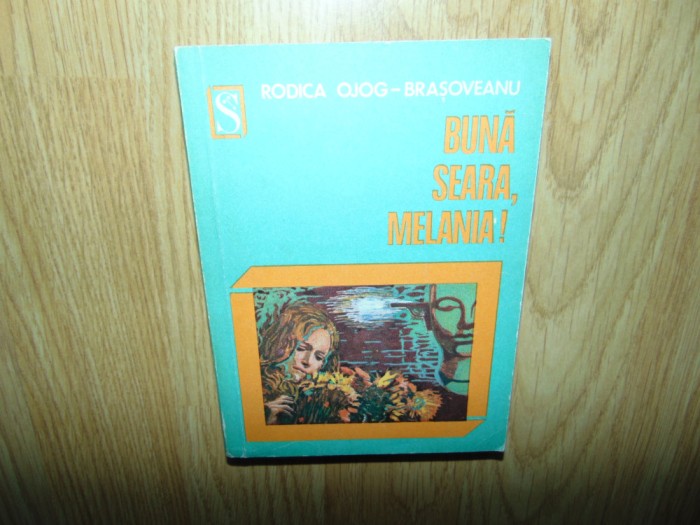 S
RODICA OJOG-BRAȘOVEANU
BUNĂ
SEARA,
MELANIA!